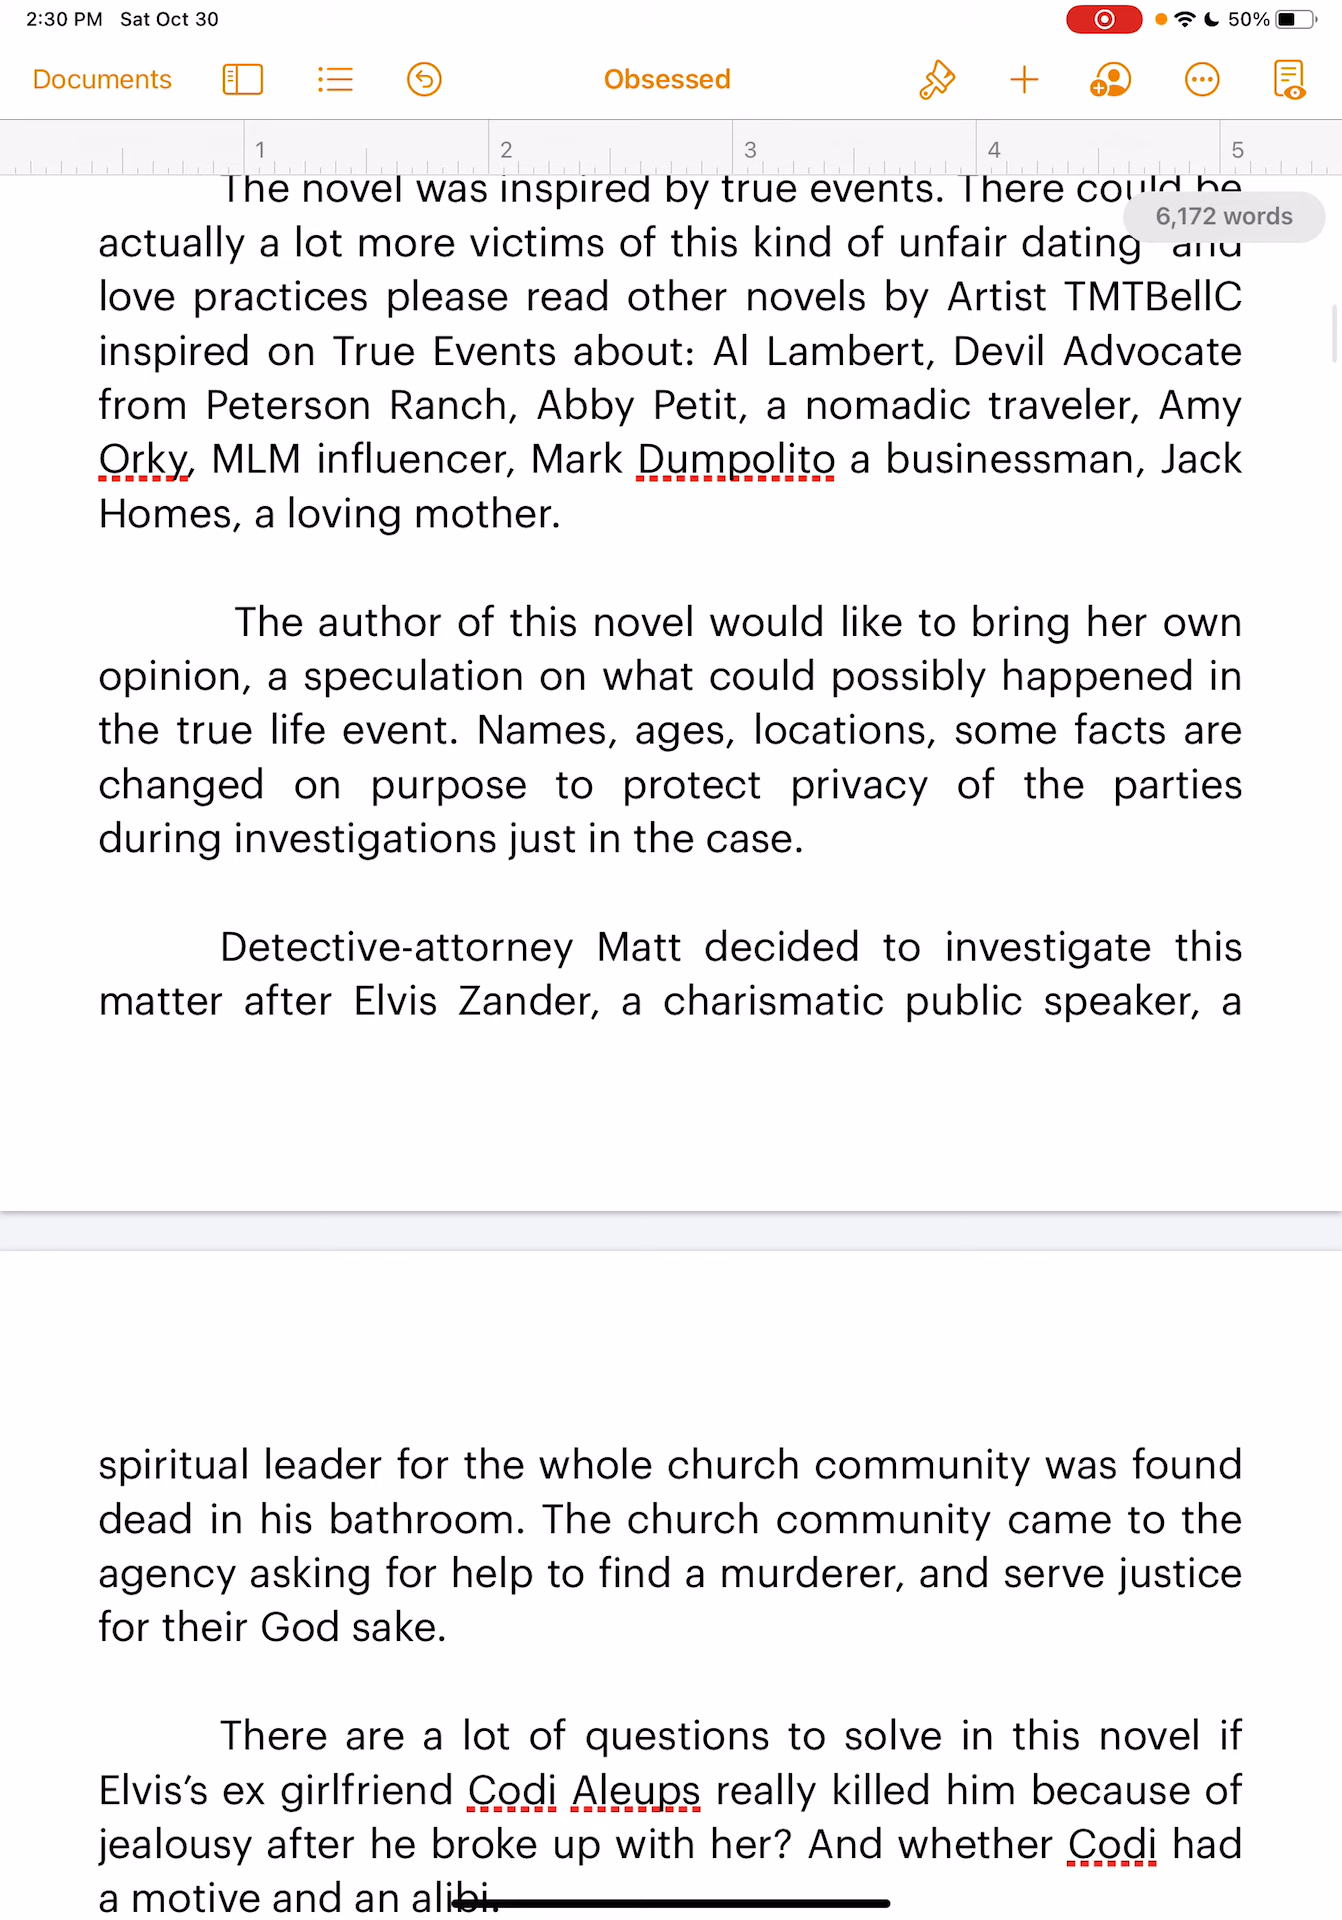 2:30 PM Sat Oct 30 50%
Documents Obsessed
1 2 3 4 5
The novel was inspired by true events. There could be
6,172 words
actually a lot more victims of this kind of unfair dating and
love practices please read other novels by Artist TMTBellC
inspired on True Events about: Al Lambert, Devil Advocate
from Peterson Ranch, Abby Petit, a nomadic traveler, Amy
Orky, MLM influencer, Mark Dumpolito a businessman, Jack
Homes, a loving mother.
The author of this novel would like to bring her own
opinion, a speculation on what could possibly happened in
the true life event. Names, ages, locations, some facts are
changed on purpose to protect privacy of the parties
during investigations just in the case.
Detective-attorney Matt decided to investigate this
matter after Elvis Zander, a charismatic public speaker, a
spiritual leader for the whole church community was found
dead in his bathroom. The church community came to the
agency asking for help to find a murderer, and serve justice
for their God sake.
There are a lot of questions to solve in this novel if
Elvis’s ex girlfriend Codi Aleups really killed him because of
jealousy after he broke up with her? And whether Codi had
a motive and an alibi.